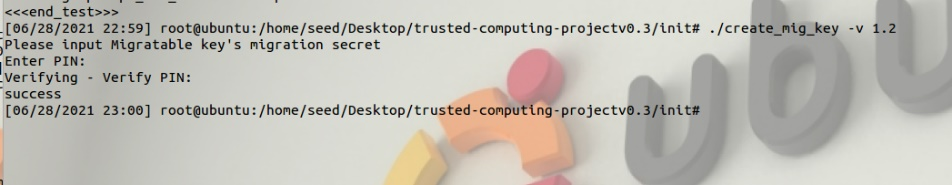 <<<end_test>>>
[06/28/2021 22:59] root@ubuntu:/home/seed/Desktop/trusted-computing-projectv0.3/init# ./create_mig_key -v 1.2
Please input Migratable key's migration secret
Enter PIN:
Verifying - Verify PIN:
success
[06/28/2021 23:00] root@ubuntu:/home/seed/Desktop/trusted-computing-projectv0.3/init#
ubu